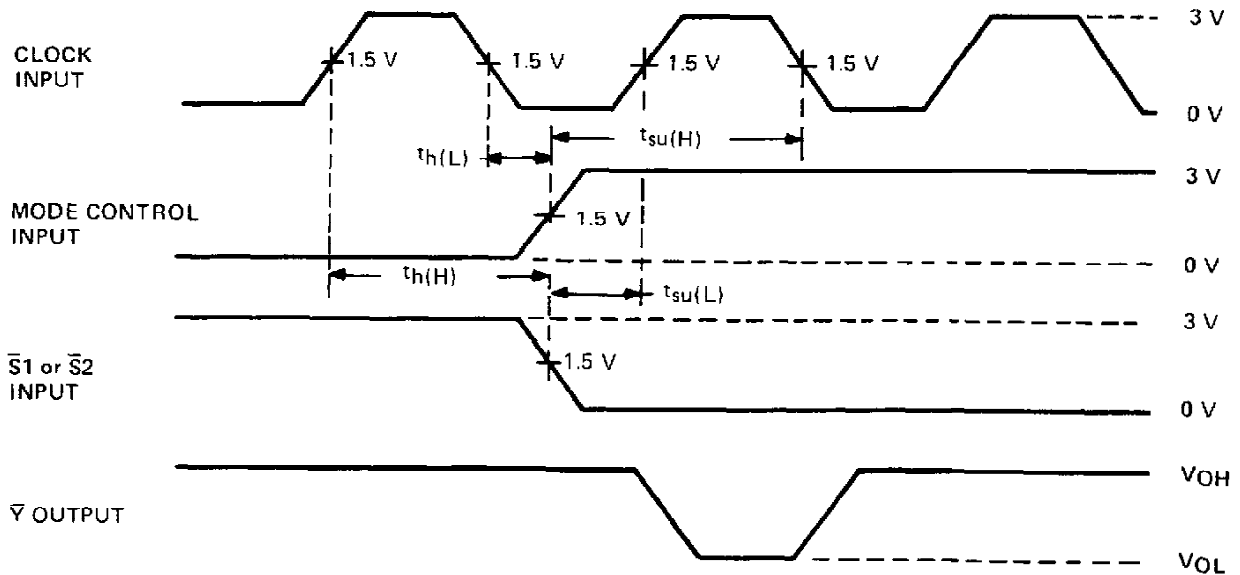 3 V
CLOCK
INPUT
1.5 V
1.5 V
1.5 V
1.5 V
0 V
th(L)
tsu(H)
3 V
MODE CONTROL
INPUT
1.5 V
0 V
th(H)
tsu(L)
3 V
S̅1 or S̅2
INPUT
1.5 V
0 V
VOH
Y̅ OUTPUT
VOL